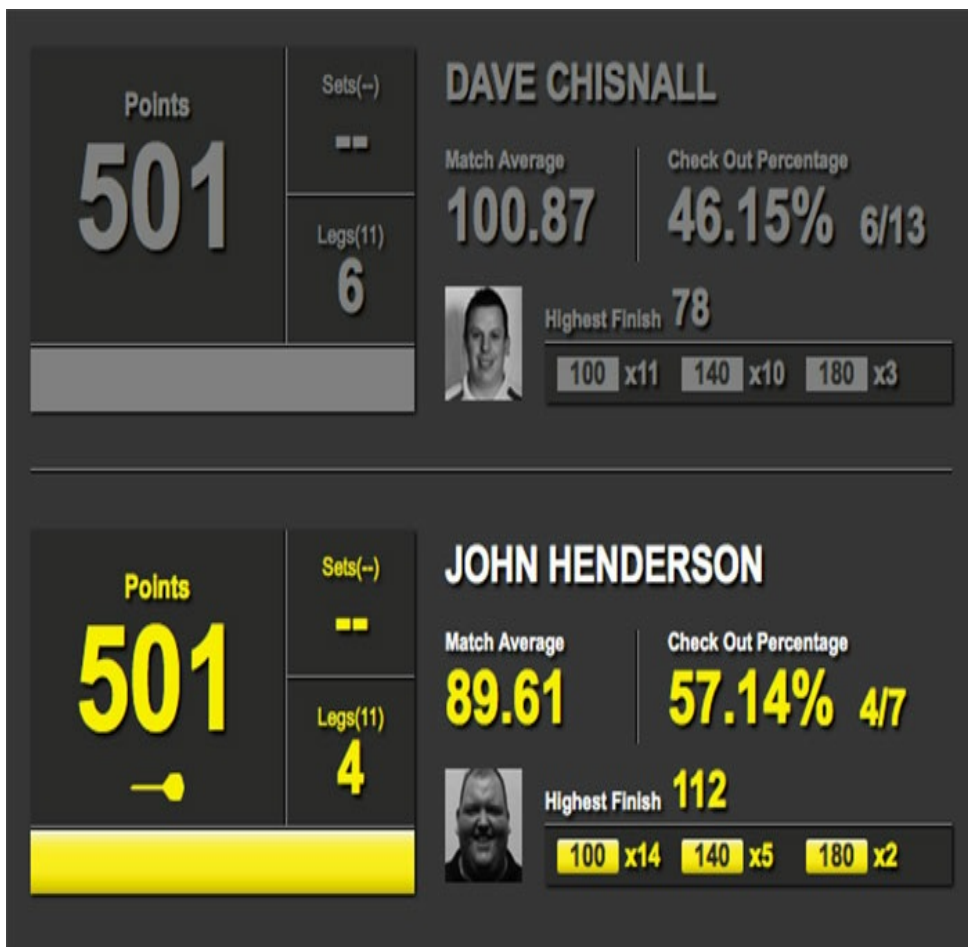 Points
501
Sets(--)
--
Legs(11)
6
DAVE CHISNALL
Match Average
100.87
Check Out Percentage
46.15% 6/13
Highest Finish 78
100 x11 140 x10 180 x3
Points
501
Sets(--)
--
Legs(11)
4
JOHN HENDERSON
Match Average
89.61
Check Out Percentage
57.14% 4/7
Highest Finish 112
100 x14 140 x5 180 x2